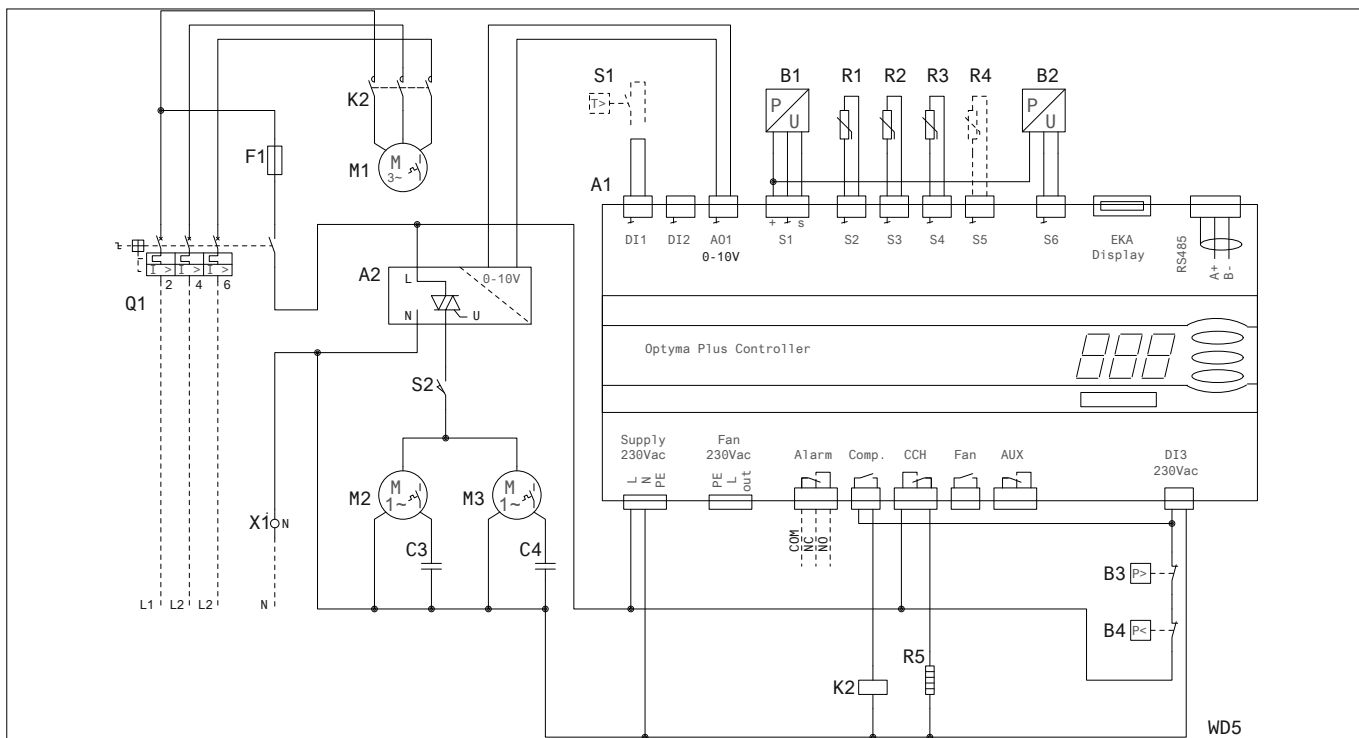 S1 B1 R1 R2 R3 R4 B2
K2 T> P U P U
F1 M1 M 3~
A1
+ s
DI1 DI2 AO1 S1 S2 S3 S4 S5 S6 EKA
0-10V Display
RS485
A+
B-
A2 L 0-10V
I > I > I >
2 4 6
Q1 N U
Optyma Plus Controller
S2
Supply Fan Alarm Comp. CCH Fan AUX DI3
230Vac 230Vac 230Vac
L
N
PE
PE
L
out
M2 M 1~ M3 M 1~
X1 N
C3 C4
COM
NC
NO
B3 P>
L1 L2 L2 N
B4 P<
R5
K2
WD5